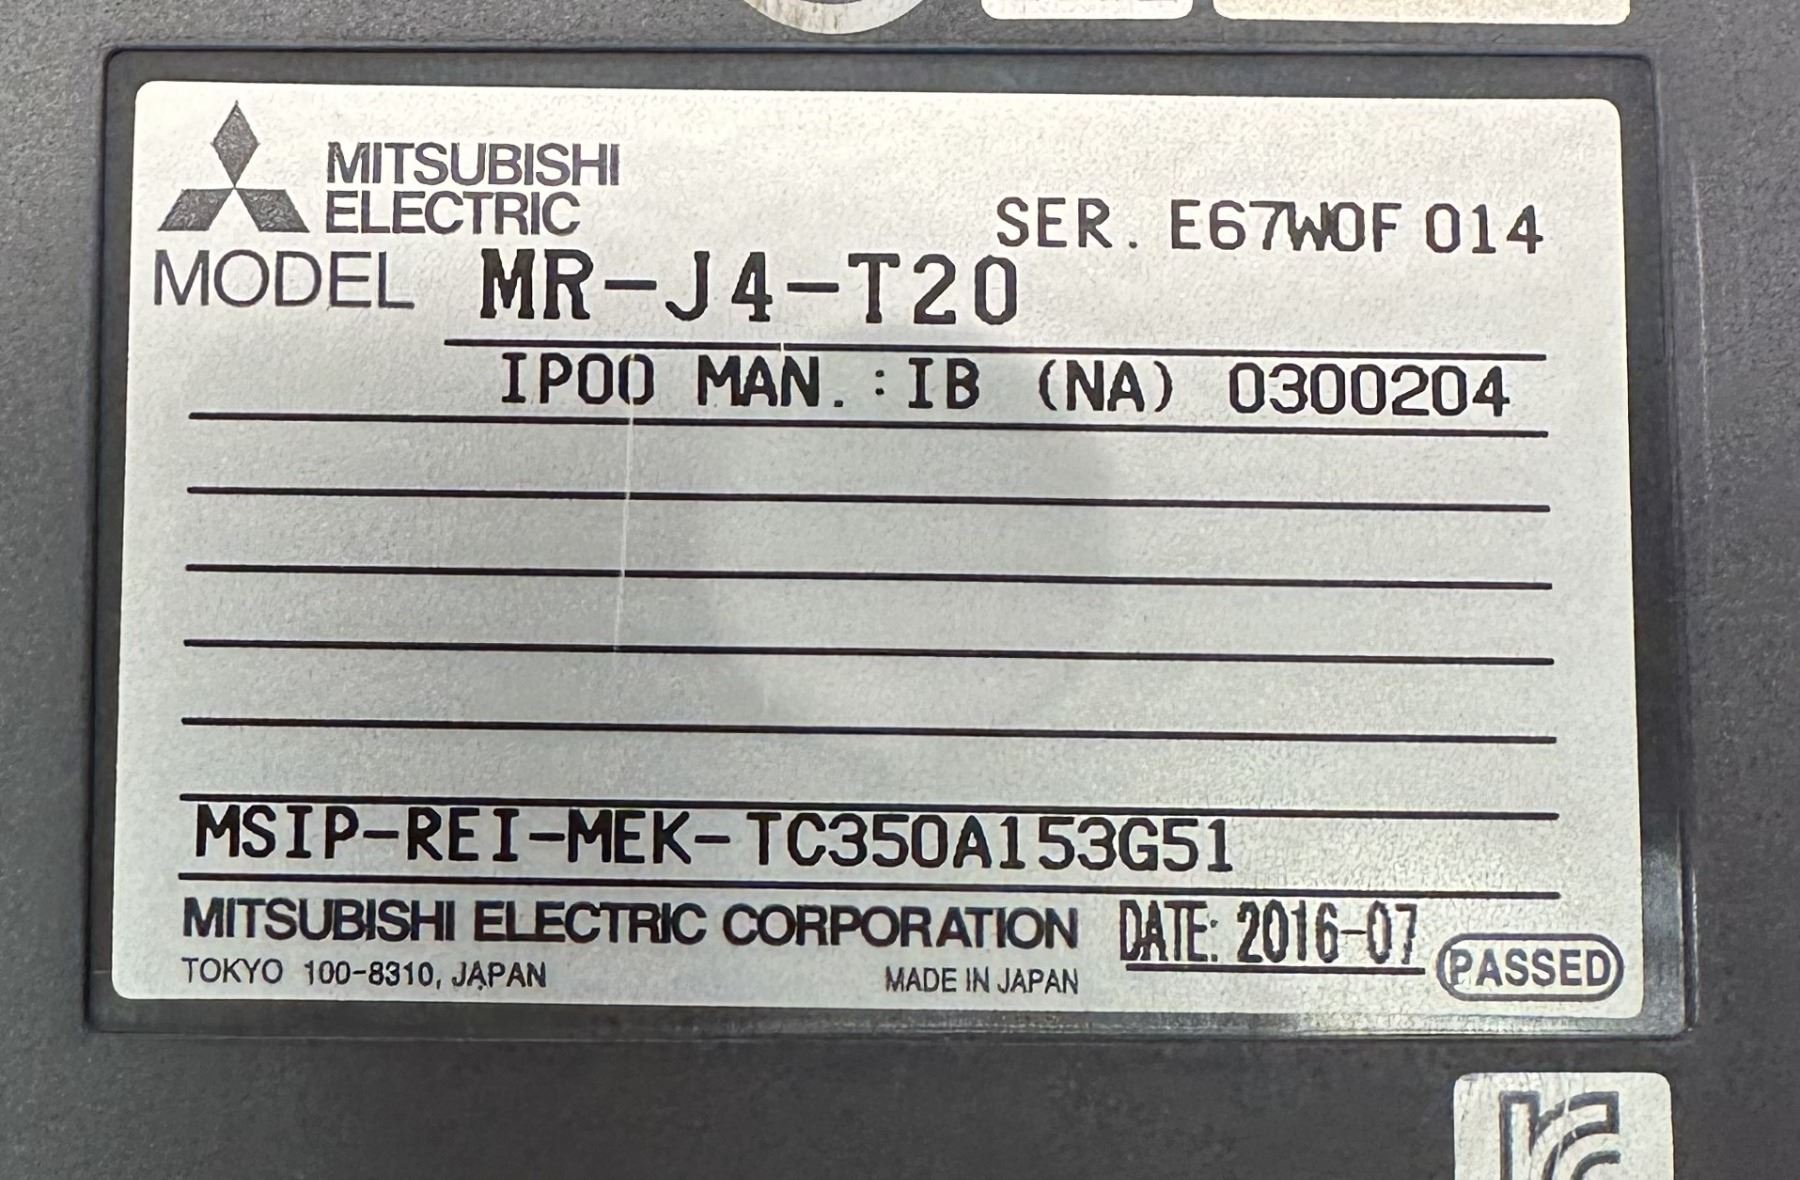 MITSUBISHI
ELECTRIC
SER. E67W0F 014
MODEL MR-J4-T20
IP00 MAN. : IB (NA) 0300204
MSIP-REI-MEK-TC350A153G51
MITSUBISHI ELECTRIC CORPORATION DATE: 2016-07
TOKYO 100-8310, JAPAN MADE IN JAPAN PASSED